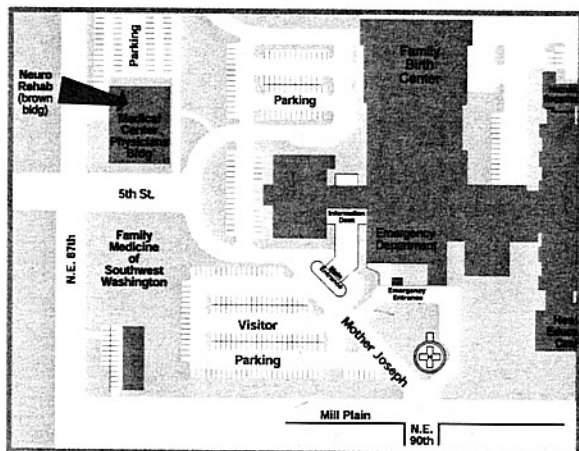 Parking
Neuro
Rehab
(brown
bldg)
Medical
Center
Physicians
Bldg
Parking
Family
Birth
Center
5th St.
N.E. 87th
Family
Medicine
of
Southwest
Washington
Information
Desk
Emergency
Department
Main
Entrance
Emergency
Entrance
Mother Joseph
Visitor
Parking
Mill Plain
N.E.
90th